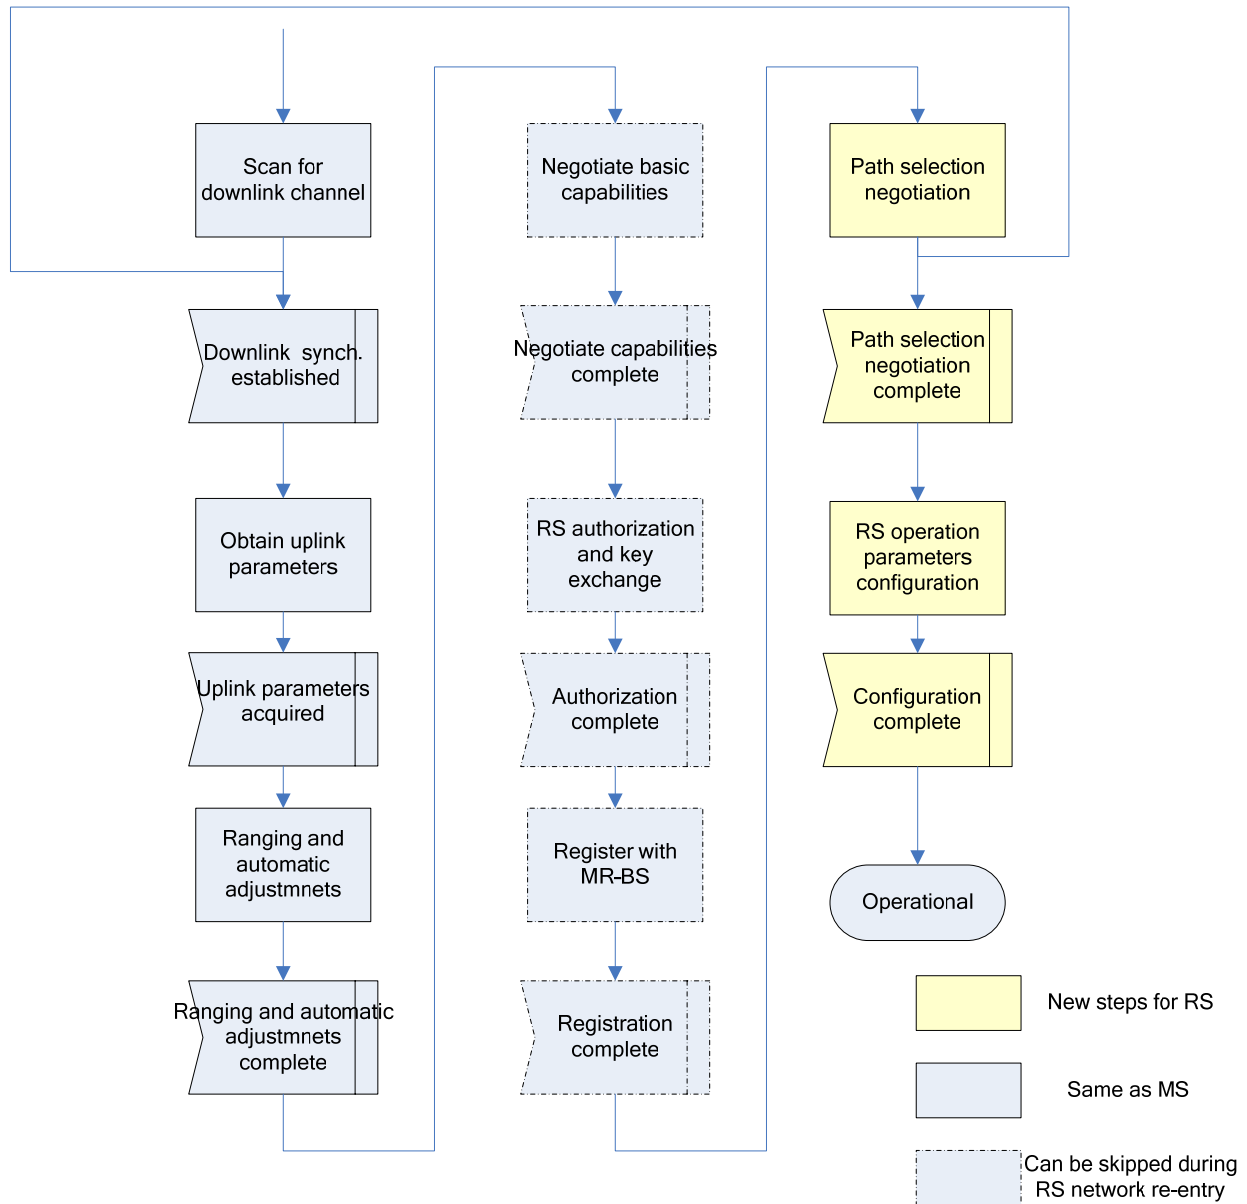 Scan for
downlink channel
Downlink synch.
established
Obtain uplink
parameters
Uplink parameters
acquired
Ranging and
automatic
adjustmnets
Ranging and automatic
adjustmnets
complete
Negotiate basic
capabilities
Negotiate capabilities
complete
RS authorization
and key
exchange
Authorization
complete
Register with
MR-BS
Registration
complete
Path selection
negotiation
Path selection
negotiation
complete
RS operation
parameters
configuration
Configuration
complete
Operational
New steps for RS
Same as MS
Can be skipped during
RS network re-entry